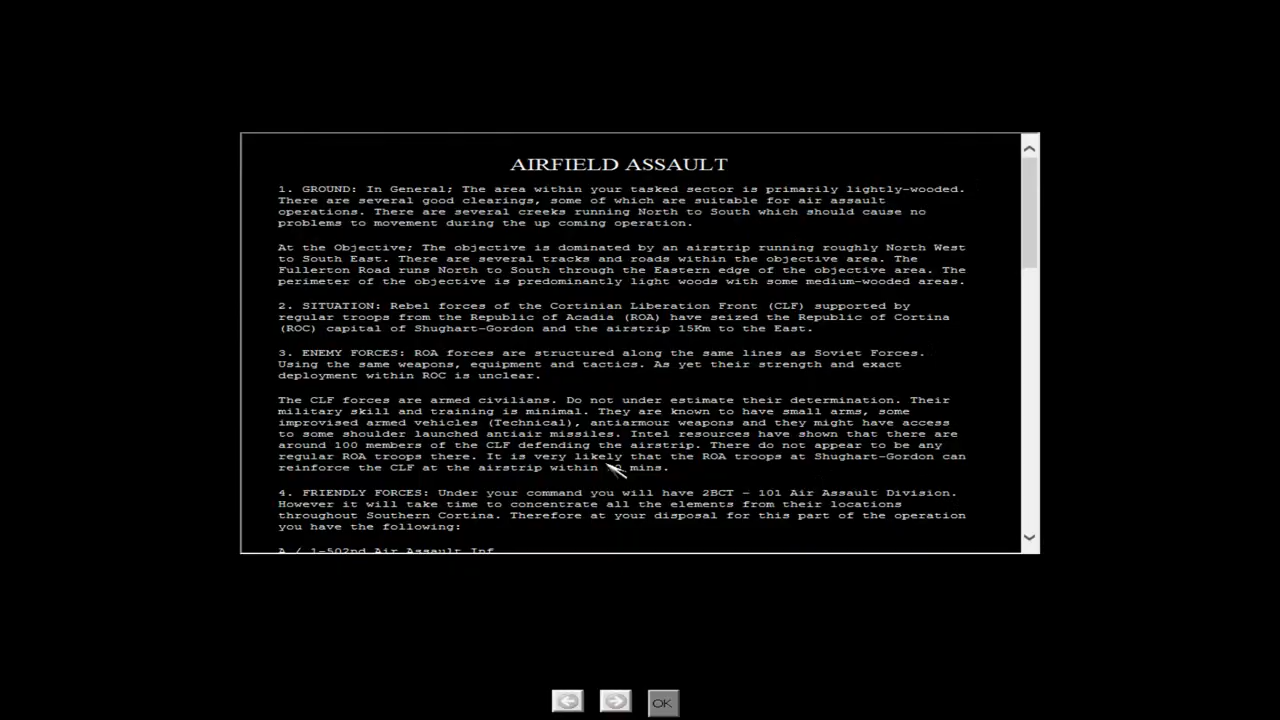 AIRFIELD ASSAULT
1. GROUND: In General; The area within your tasked sector is primarily lightly-wooded.
There are several good clearings, some of which are suitable for air assault
operations. There are several creeks running North to South which should cause no
problems to movement during the up coming operation.
At the Objective; The objective is dominated by an airstrip running roughly North West
to South East. There are several tracks and roads within the objective area. The
Fullerton Road runs North to South through the Eastern edge of the objective area. The
perimeter of the objective is predominantly light woods with some medium-wooded areas.
2. SITUATION: Rebel forces of the Cortinian Liberation Front (CLF) supported by
regular troops from the Republic of Acadia (ROA) have seized the Republic of Cortina
(ROC) capital of Shughart-Gordon and the airstrip 15Km to the East.
3. ENEMY FORCES: ROA forces are structured along the same lines as Soviet Forces.
Using the same weapons, equipment and tactics. As yet their strength and exact
deployment within ROC is unclear.
The CLF forces are armed civilians. Do not under estimate their determination. Their
military skill and training is minimal. They are known to have small arms, some
improvised armed vehicles (Technical), antiarmour weapons and they might have access
to some shoulder launched antiair missiles. Intel resources have shown that there are
around 100 members of the CLF defending the airstrip. There do not appear to be any
regular ROA troops there. It is very likely that the ROA troops at Shughart-Gordon can
reinforce the CLF at the airstrip within mins.
4. FRIENDLY FORCES: Under your command you will have 2BCT - 101 Air Assault Division.
However it will take time to concentrate all the elements from their locations
throughout Southern Cortina. Therefore at your disposal for this part of the operation
you have the following:
A / 1-502nd Air Assault Inf
OK